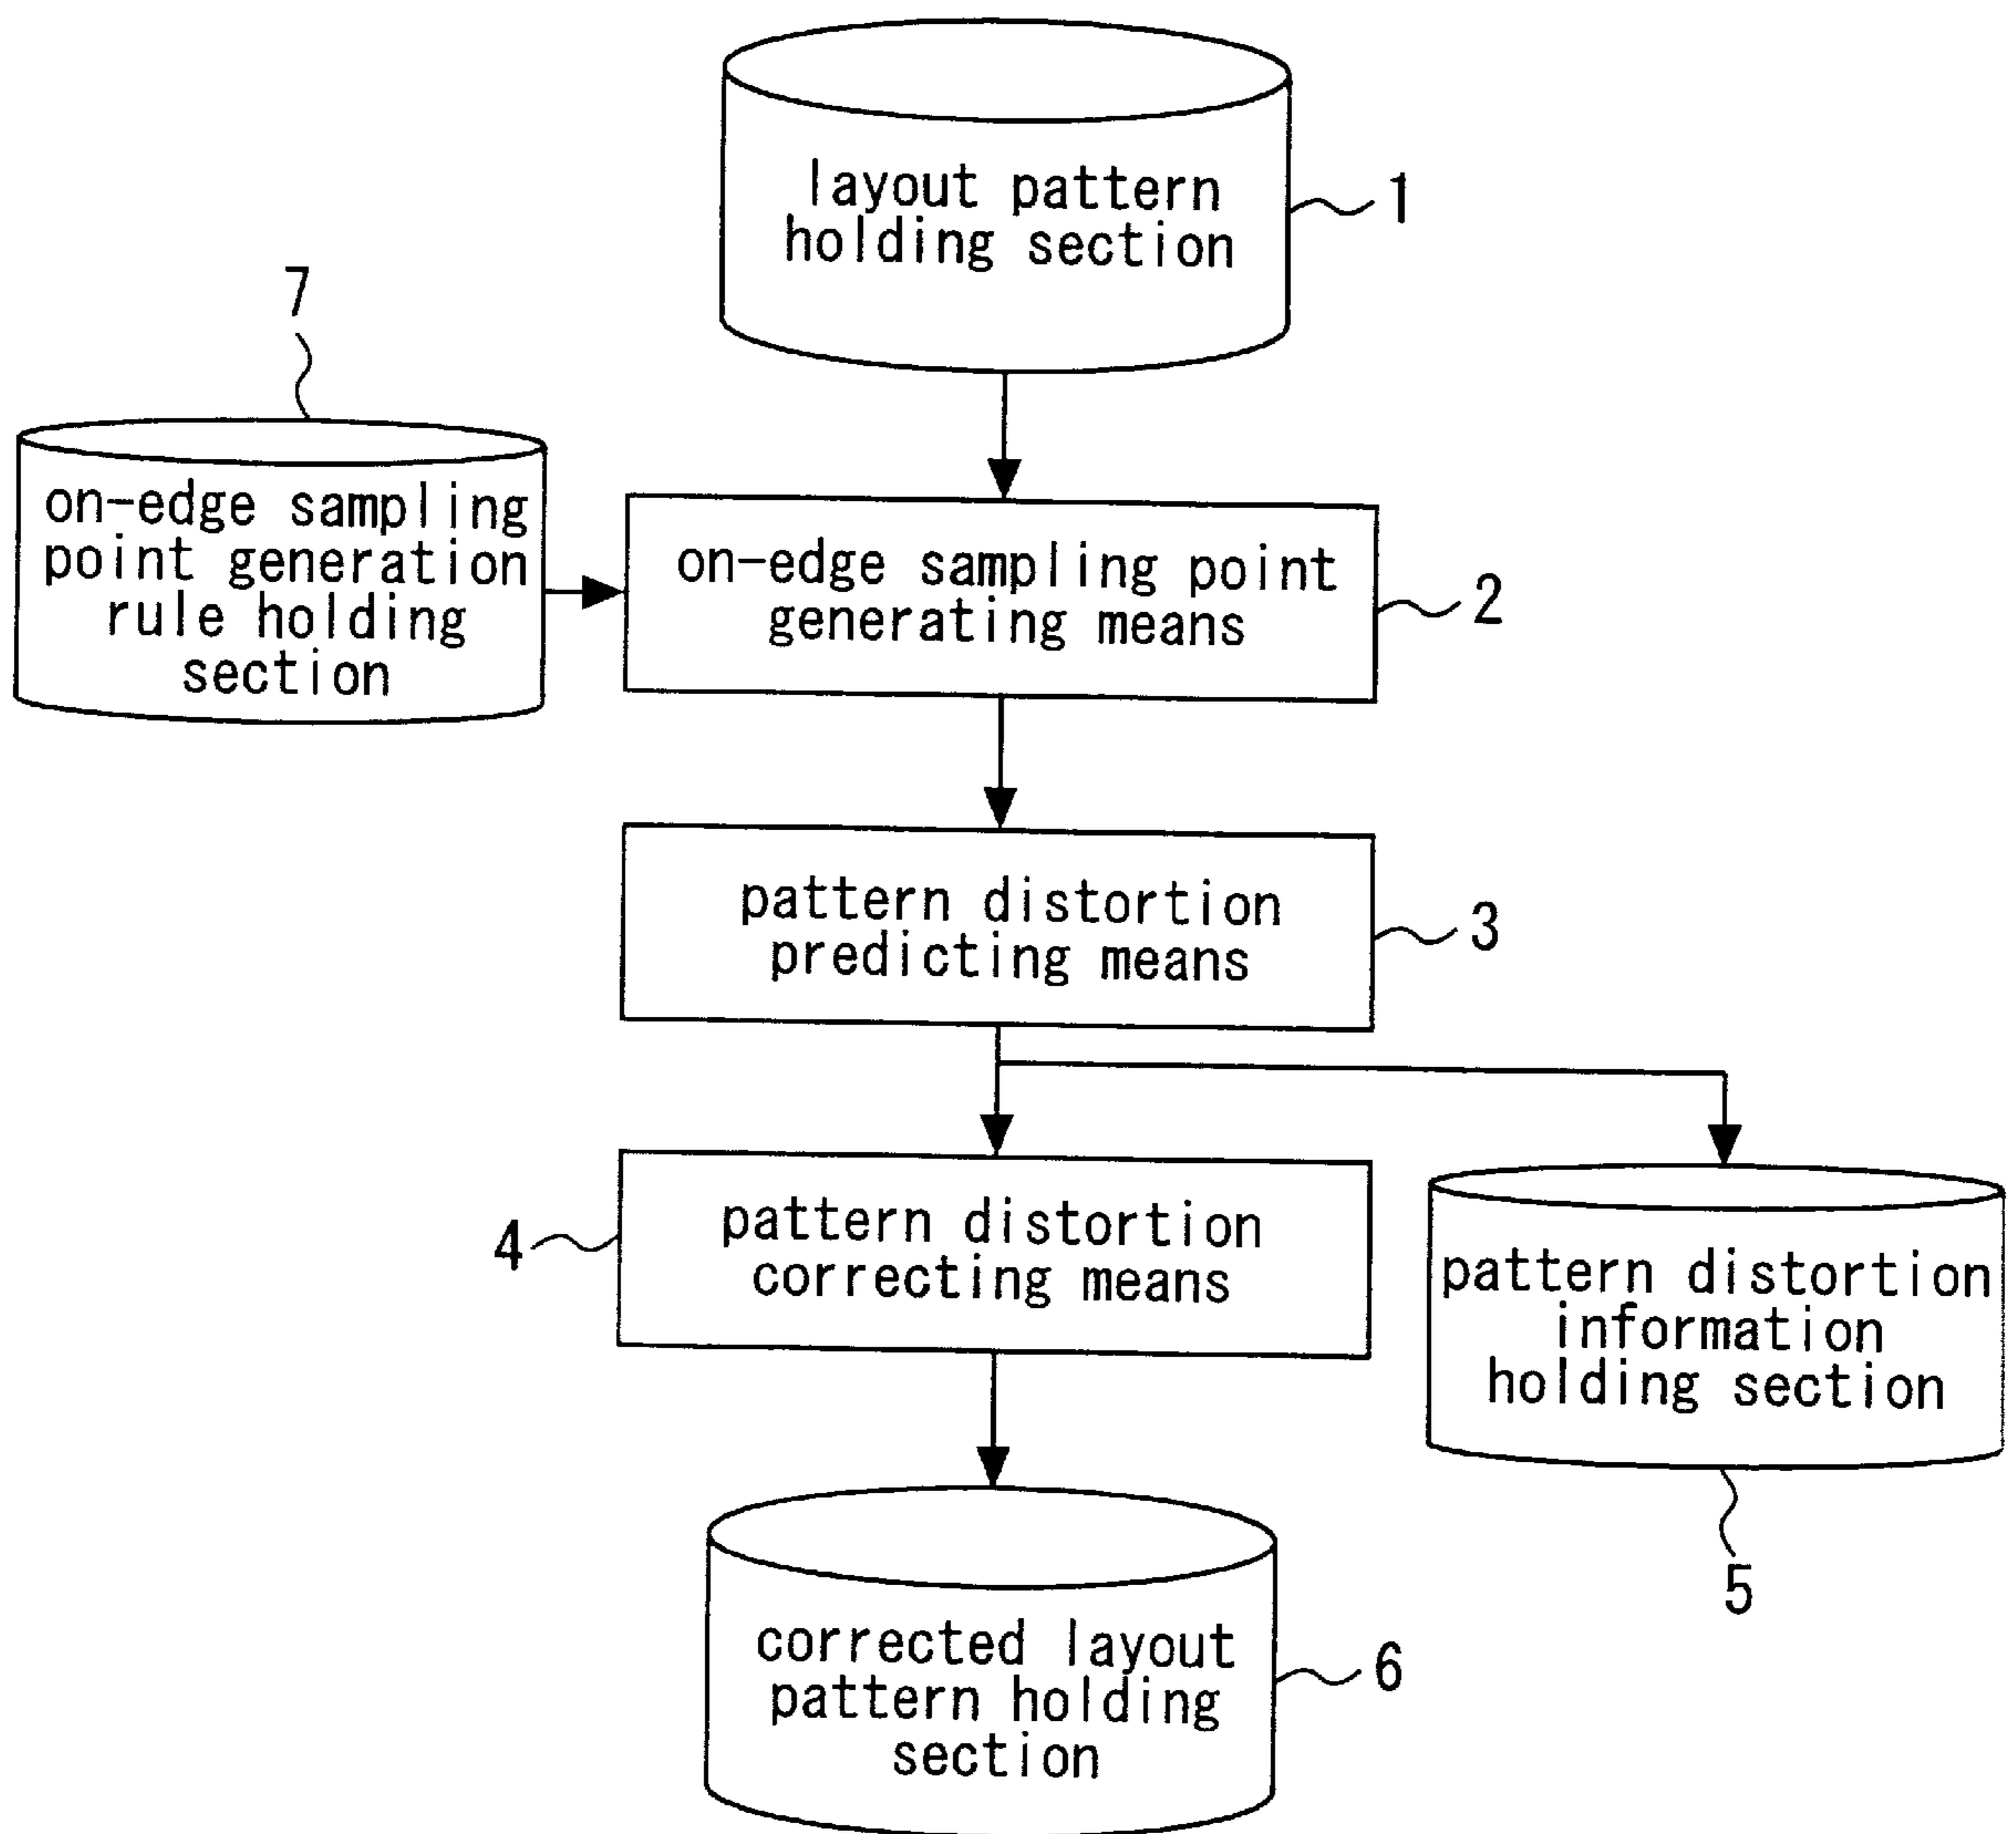 layout pattern
holding section
1
7
on-edge sampling
point generation
rule holding
section
on-edge sampling point
generating means
2
pattern distortion
predicting means
3
4
pattern distortion
correcting means
pattern distortion
information
holding section
5
corrected layout
pattern holding
section
6